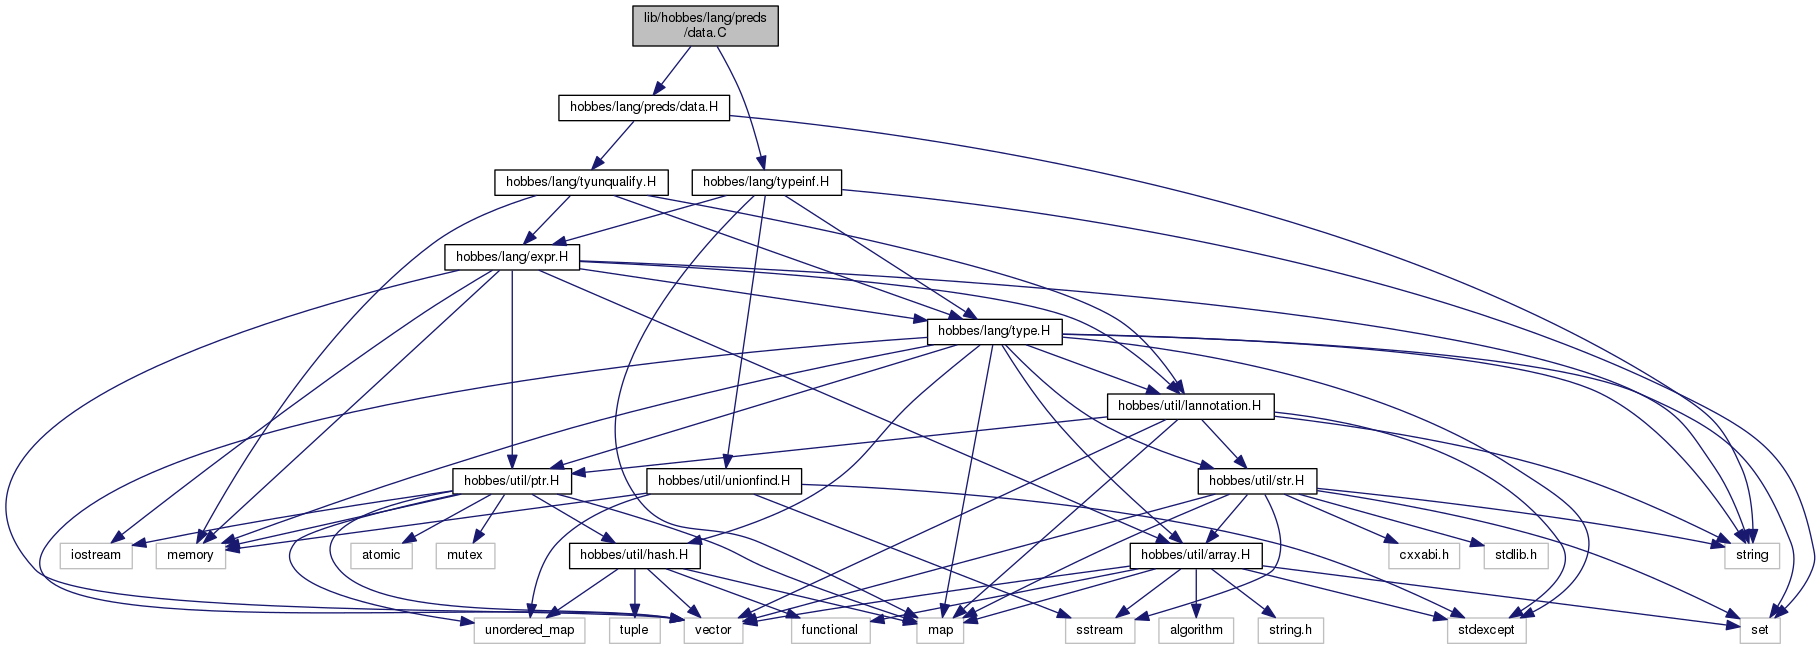 lib/hobbes/lang/preds
/data.C
hobbes/lang/preds/data.H
hobbes/lang/tyunqualify.H
hobbes/lang/typeinf.H
hobbes/lang/expr.H
hobbes/lang/type.H
hobbes/util/lannotation.H
hobbes/util/ptr.H
hobbes/util/unionfind.H
hobbes/util/str.H
iostream
memory
atomic
mutex
hobbes/util/hash.H
hobbes/util/array.H
cxxabi.h
stdlib.h
string
unordered_map
tuple
vector
functional
map
sstream
algorithm
string.h
stdexcept
set